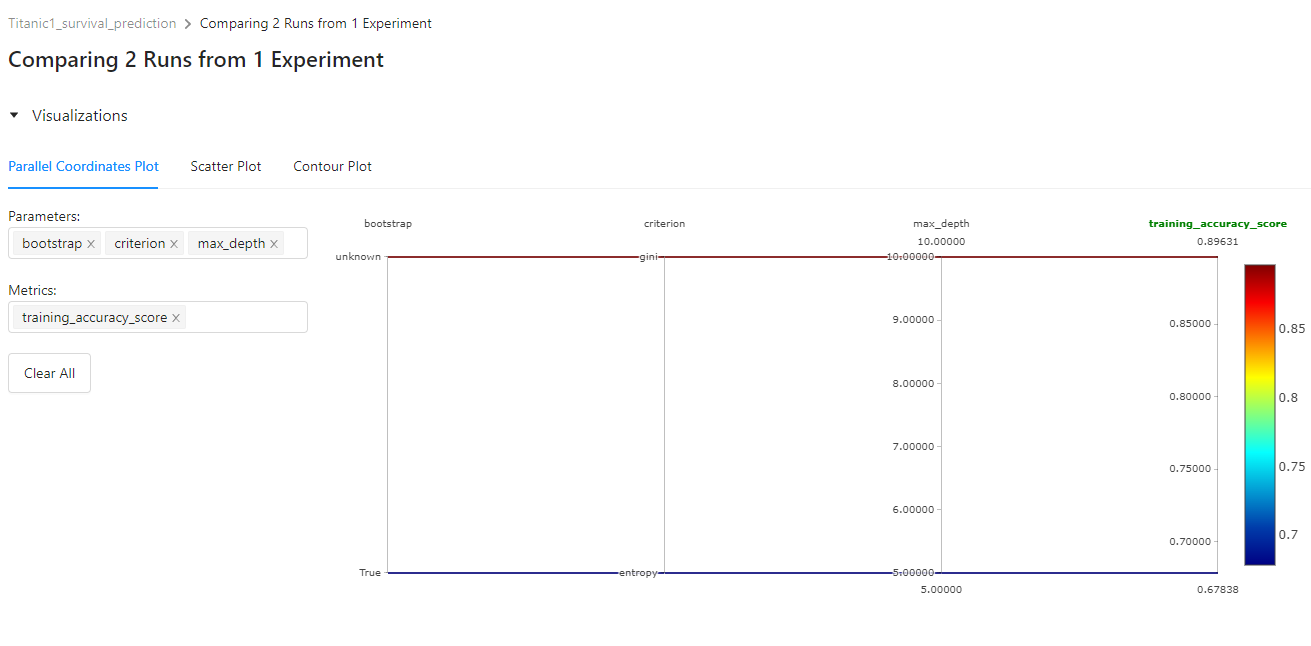 Titanic1_survival_prediction > Comparing 2 Runs from 1 Experiment
Comparing 2 Runs from 1 Experiment
Visualizations
Parallel Coordinates Plot Scatter Plot Contour Plot
Parameters:
bootstrap × criterion × max_depth ×
Metrics:
training_accuracy_score ×
Clear All
bootstrap criterion max_depth training_accuracy_score
10.00000 0.89631
unknown gini 10.00000
9.00000 0.85000 0.85
8.00000 0.80000 0.8
7.00000 0.75000 0.75
6.00000 0.70000 0.7
True entropy 5.00000
5.00000 0.67838